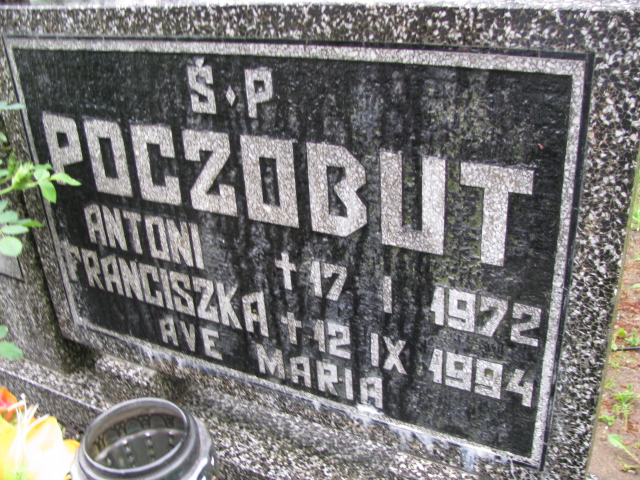 Ś.P
POCZOBUT
ANTONI † 17 I 1972
FRANCISZKA † 12 IX 1994
AVE MARIA